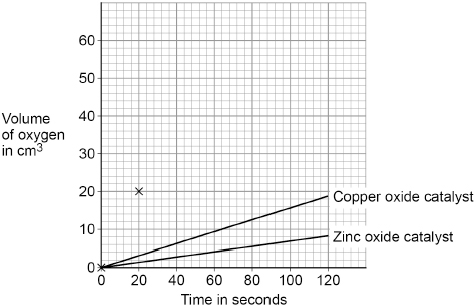 60
50
40
30
20
10
0
Volume
of oxygen
in cm3
Copper oxide catalyst
Zinc oxide catalyst
0 20 40 60 80 100 120
Time in seconds